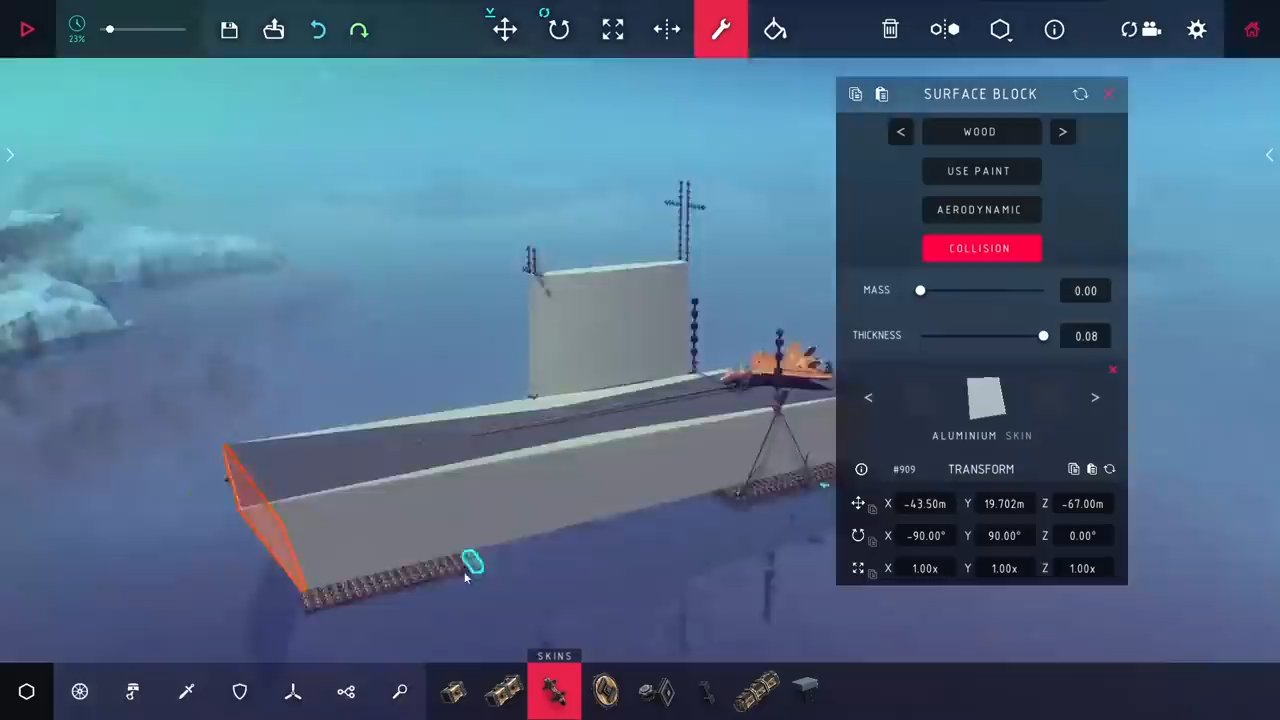 23%
SURFACE BLOCK
< WOOD >
USE PAINT
AERODYNAMIC
COLLISION
MASS 0.00
THICKNESS 0.08
ALUMINIUM SKIN
#909 TRANSFORM
X -43.50m Y 19.702m Z -67.00m
X -90.00° Y 90.00° Z 0.00°
X 1.00x Y 1.00x Z 1.00x
SKINS